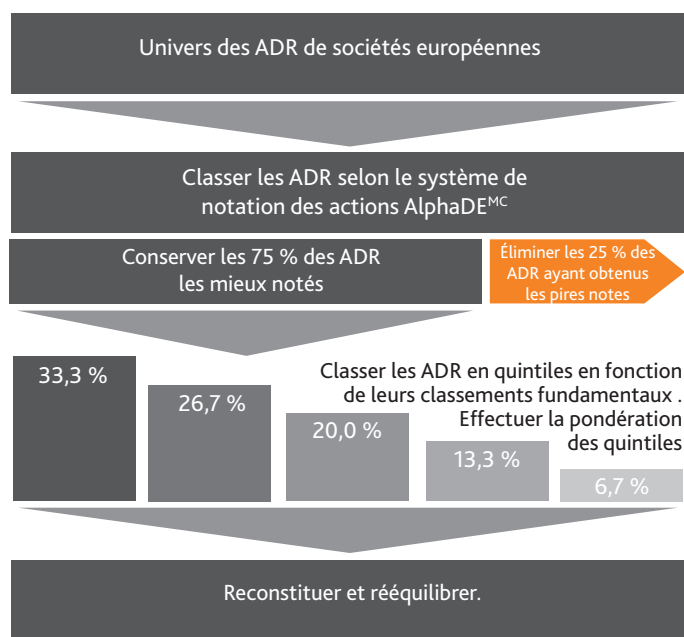 Univers des ADR de sociétés européennes
Classer les ADR selon le système de
notation des actions AlphaDEᴹᶜ
Conserver les 75 % des ADR
les mieux notés
Éliminer les 25 % des
ADR ayant obtenus
les pires notes
33,3 %
26,7 %
20,0 %
13,3 %
6,7 %
Classer les ADR en quintiles en fonction
de leurs classements fundamentaux .
Effectuer la pondération
des quintiles
Reconstituer et rééquilibrer.